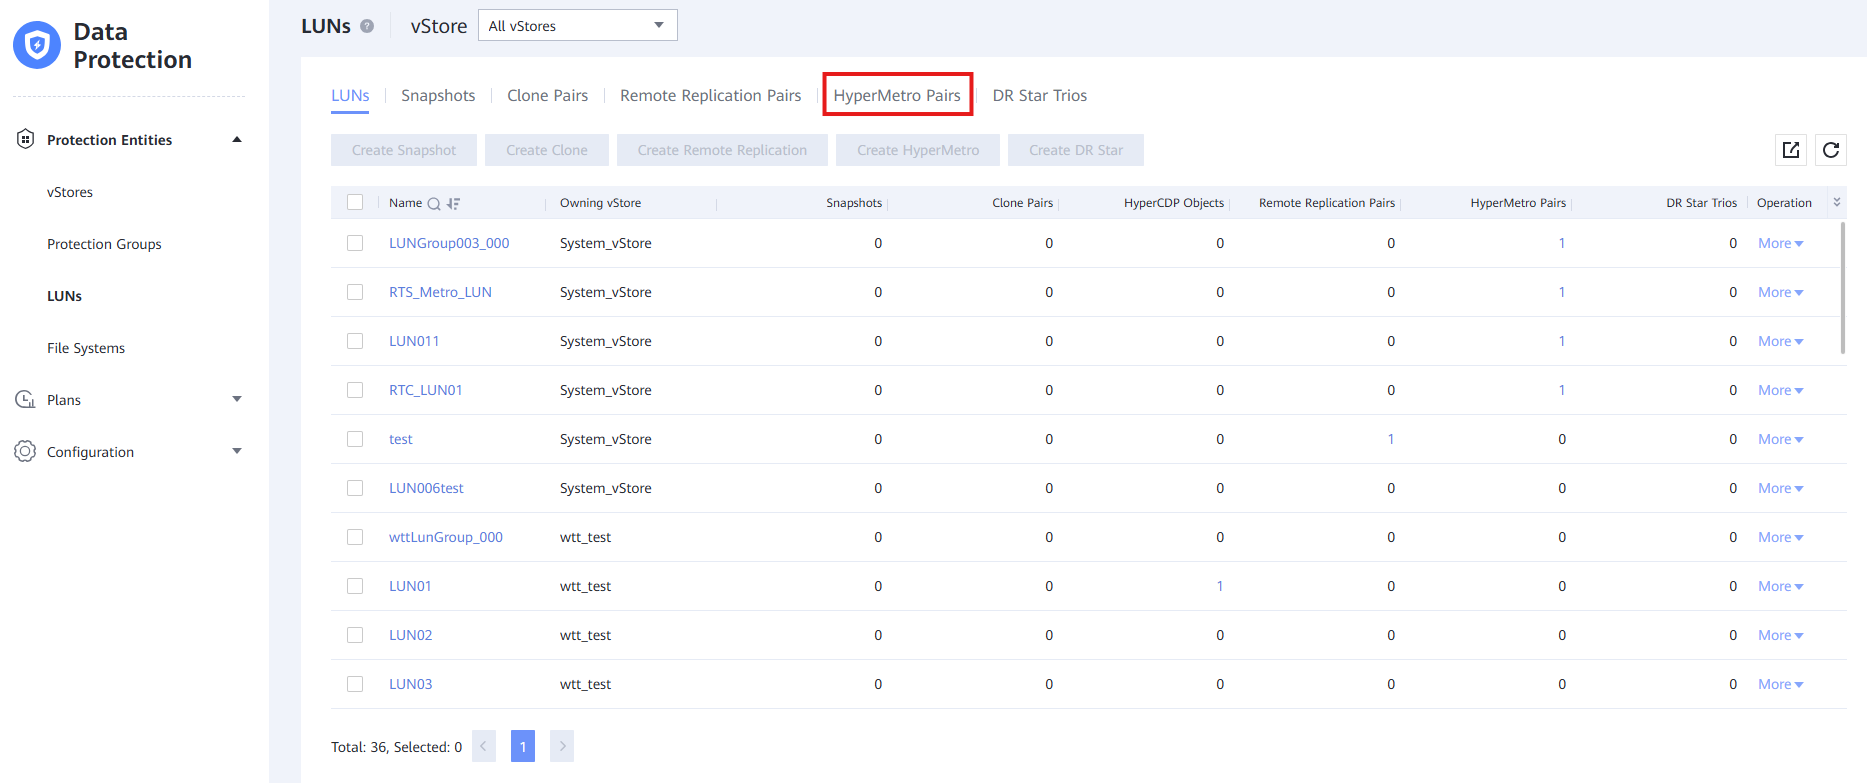 Data
Protection
Protection Entities
vStores
Protection Groups
LUNs
File Systems
Plans
Configuration
LUNs ? vStore All vStores
LUNs Snapshots Clone Pairs Remote Replication Pairs HyperMetro Pairs DR Star Trios
Create Snapshot Create Clone Create Remote Replication Create HyperMetro Create DR Star
Name Owning vStore Snapshots Clone Pairs HyperCDP Objects Remote Replication Pairs HyperMetro Pairs DR Star Trios Operation
LUNGroup003_000 System_vStore 0 0 0 0 1 0 More
RTS_Metro_LUN System_vStore 0 0 0 0 1 0 More
LUN011 System_vStore 0 0 0 0 1 0 More
RTC_LUN01 System_vStore 0 0 0 0 1 0 More
test System_vStore 0 0 0 1 0 0 More
LUN006test System_vStore 0 0 0 0 0 0 More
wttLunGroup_000 wtt_test 0 0 0 0 0 0 More
LUN01 wtt_test 0 0 1 0 0 0 More
LUN02 wtt_test 0 0 0 0 0 0 More
LUN03 wtt_test 0 0 0 0 0 0 More
Total: 36, Selected: 0 < 1 >